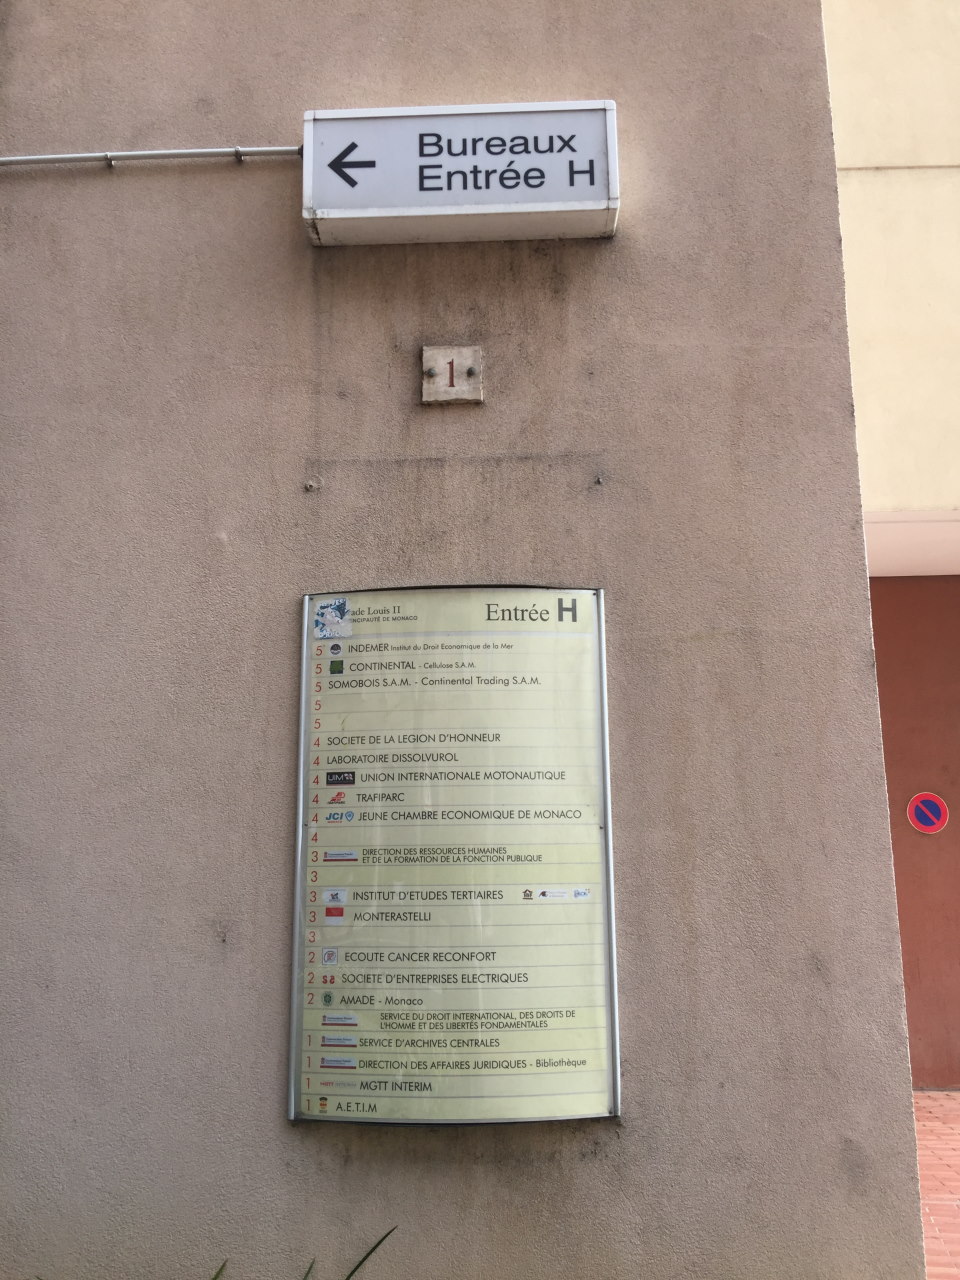 Bureaux
Entrée H
1
ade Louis II
NCIPAUTÉ DE MONACO
Entrée H
5 INDEMER Institut du Droit Economique de la Mer
5 CONTINENTAL - Cellulose S.A.M.
5 SOMOBOIS S.A.M. - Continental Trading S.A.M.
5
5
4 SOCIETE DE LA LEGION D'HONNEUR
4 LABORATOIRE DISSOLVUROL
4 UIM UNION INTERNATIONALE MOTONAUTIQUE
4 TRAFIPARC
4 JCI JEUNE CHAMBRE ECONOMIQUE DE MONACO
4
3 DIRECTION DES RESSOURCES HUMAINES
ET DE LA FORMATION DE LA FONCTION PUBLIQUE
3
3 INSTITUT D'ETUDES TERTIAIRES
3 MONTERASTELLI
3
2 ECOUTE CANCER RECONFORT
2 SOCIETE D'ENTREPRISES ELECTRIQUES
2 AMADE - Monaco
SERVICE DU DROIT INTERNATIONAL, DES DROITS DE
L'HOMME ET DES LIBERTÉS FONDAMENTALES
1 SERVICE D'ARCHIVES CENTRALES
1 DIRECTION DES AFFAIRES JURIDIQUES - Bibliothèque
1 MGTT INTERIM MGTT INTERIM
1 A.E.T.I.M